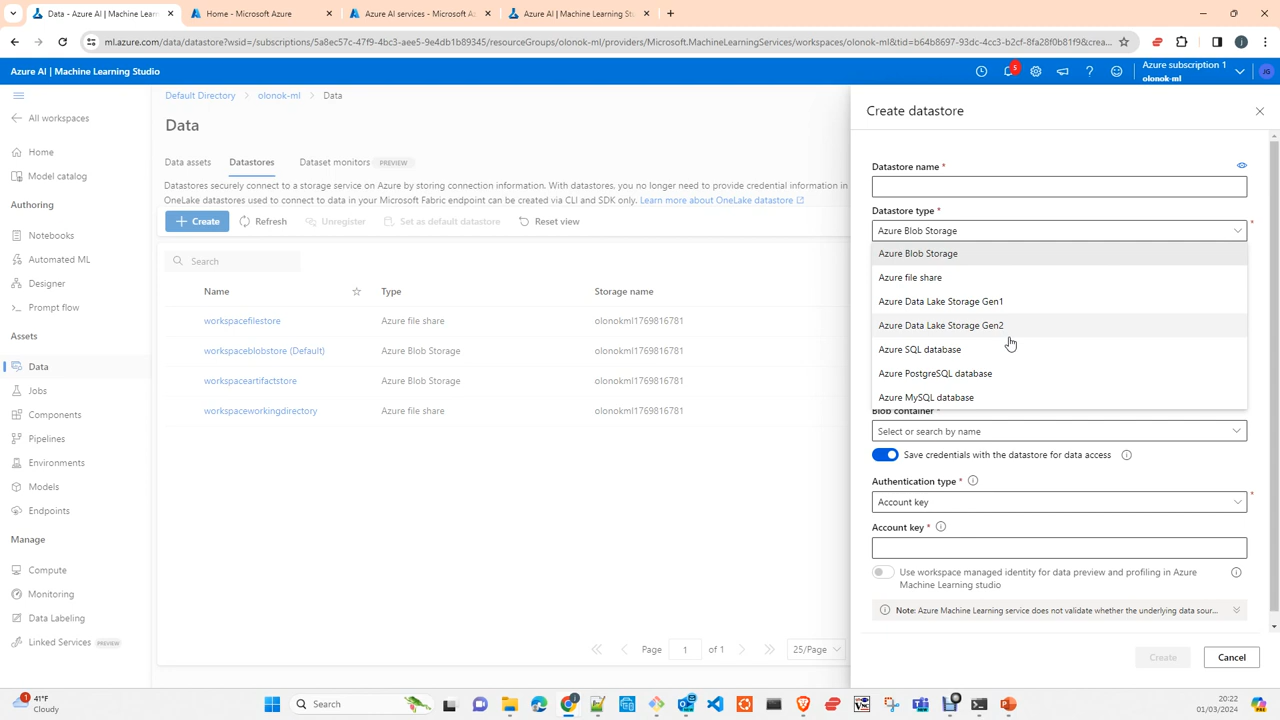 Data - Azure AI | Machine Learn
Home - Microsoft Azure
Azure AI services - Microsoft Az
Azure AI | Machine Learning Stu
ml.azure.com/data/datastore?wsid=/subscriptions/5a8ec57c-47f9-4bc3-aee5-9e4db1b89345/resourceGroups/olonok-ml/providers/Microsoft.MachineLearningServices/workspaces/olonok-ml&tid=b64b8697-93dc-4cc3-b2cf-8fa28f0b81f9&crea...
Azure AI | Machine Learning Studio
5
Azure subscription 1
olonok-ml
JG
All workspaces
Home
Model catalog
Authoring
Notebooks
Automated ML
Designer
Prompt flow
Assets
Data
Jobs
Components
Pipelines
Environments
Models
Endpoints
Manage
Compute
Monitoring
Data Labeling
Linked Services PREVIEW
Default Directory > olonok-ml > Data
Data
Data assets Datastores Dataset monitors PREVIEW
Datastores securely connect to a storage service on Azure by storing connection information. With datastores, you no longer need to provide credential information in
OneLake datastores used to connect to data in your Microsoft Fabric endpoint can be created via CLI and SDK only. Learn more about OneLake datastore
+ Create Refresh Unregister Set as default datastore Reset view
Search
Name Type Storage name
workspacefilestore Azure file share olonokml1769816781
workspaceblobstore (Default) Azure Blob Storage olonokml1769816781
workspaceartifactstore Azure Blob Storage olonokml1769816781
workspaceworkingdirectory Azure file share olonokml1769816781
Page 1 of 1 25/Page
Create datastore
Datastore name *
Datastore type *
Azure Blob Storage
*
Azure Blob Storage
Azure file share
Azure Data Lake Storage Gen1
Azure Data Lake Storage Gen2
Azure SQL database
Azure PostgreSQL database
Azure MySQL database
Blob container *
Select or search by name
Save credentials with the datastore for data access
Authentication type *
Account key
*
Account key *
Use workspace managed identity for data preview and profiling in Azure
Machine Learning studio
Note: Azure Machine Learning service does not validate whether the underlying data sour...
Create Cancel
1
41°F
Cloudy
Search
20:22
01/03/2024